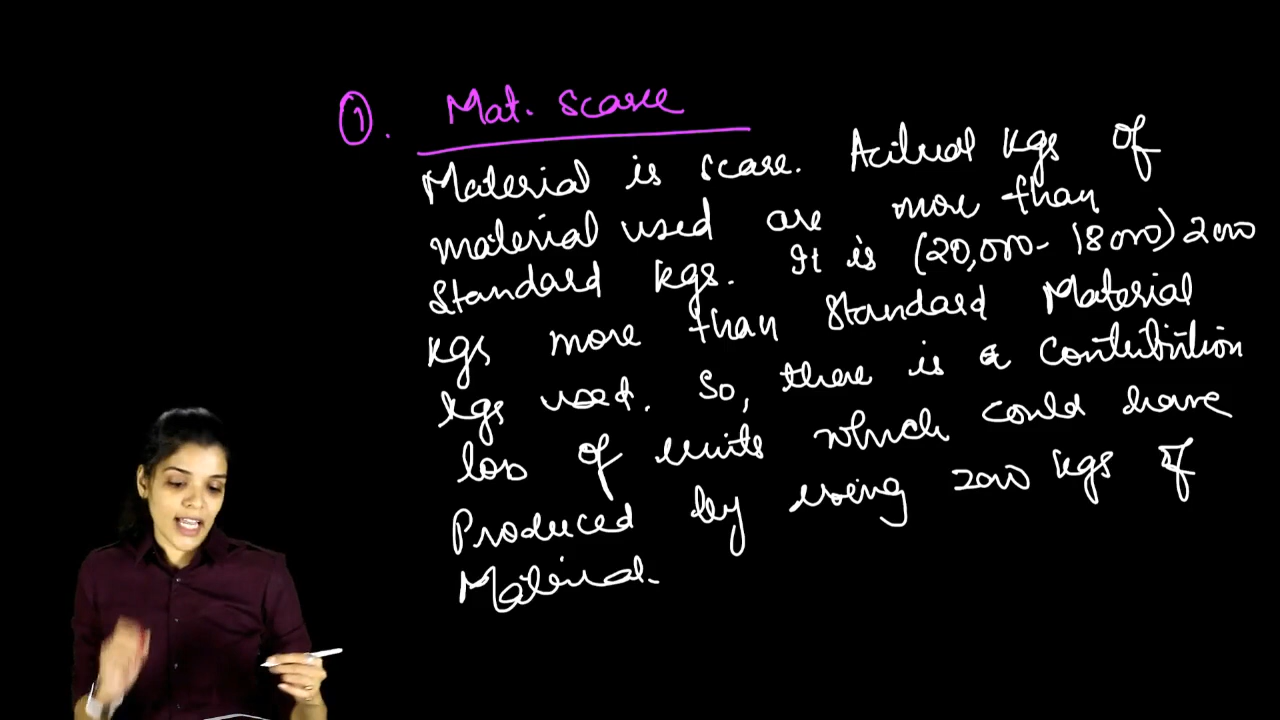 ① . Mat. Scarce
Material is scare. Actual kgs of
material used are more than
Standard kgs. It is (20,000- 18000) 2000
kgs more than Standard Material
kgs used. So, there is a contribution
loss of units which could have
Produced by using 2000 kgs of
Material.